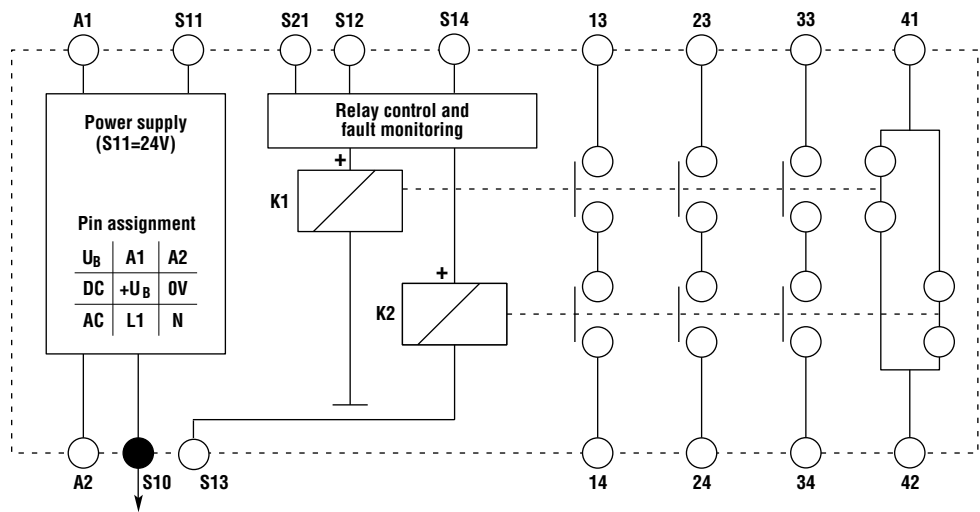 A1 S11 S21 S12 S14 13 23 33 41
Power supply
(S11=24V)
Relay control and
fault monitoring
+
K1
Pin assignment
UB A1 A2
DC +UB 0V
AC L1 N
+
K2
A2 S10 S13 14 24 34 42